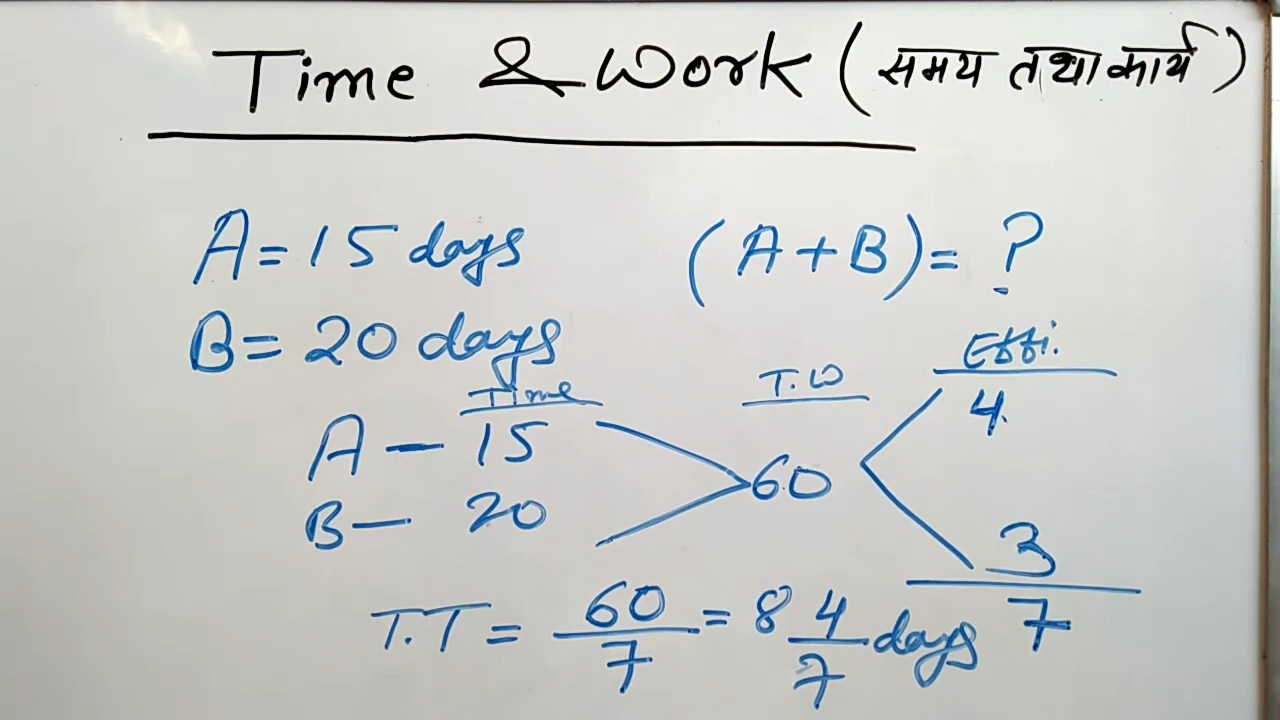 Time & Work (समय तथा कार्य)
A = 15 days (A+B) = ?
B = 20 days
Time T.W Effi.
A - 15 4
60
B - 20 3
T.T = 60/7 = 8 4/7 days 7